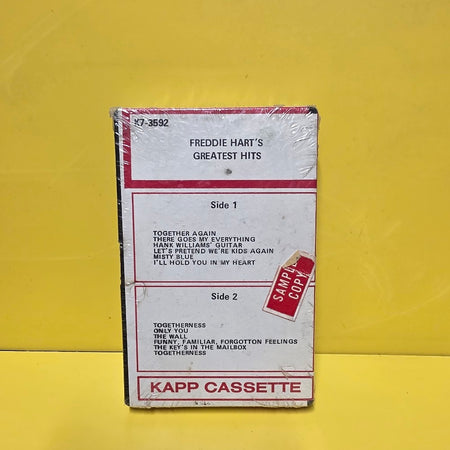 K7-3592
FREDDIE HART'S
GREATEST HITS
Side 1
TOGETHER AGAIN
THERE GOES MY EVERYTHING
HANK WILLIAMS' GUITAR
LET'S PRETEND WE'RE KIDS AGAIN
MISTY BLUE
I'LL HOLD YOU IN MY HEART
SAMPLE
COPY
Side 2
TOGETHERNESS
ONLY YOU
THE WALL
FUNNY, FAMILIAR, FORGOTTON FEELINGS
THE KEY'S IN THE MAILBOX
TOGETHERNESS
KAPP CASSETTE